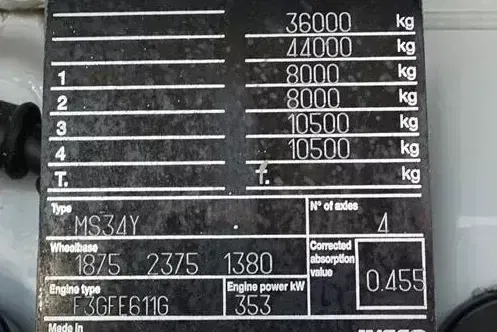 36000 kg
44000 kg
1 8000 kg
2 8000 kg
3 10500 kg
4 10500 kg
T. f. kg
Type MS34Y
N° of axles 4
Wheelbase 1875 2375 1380
Corrected absorption value 0.455
Engine type F3GFE611G
Engine power kW 353
Made in